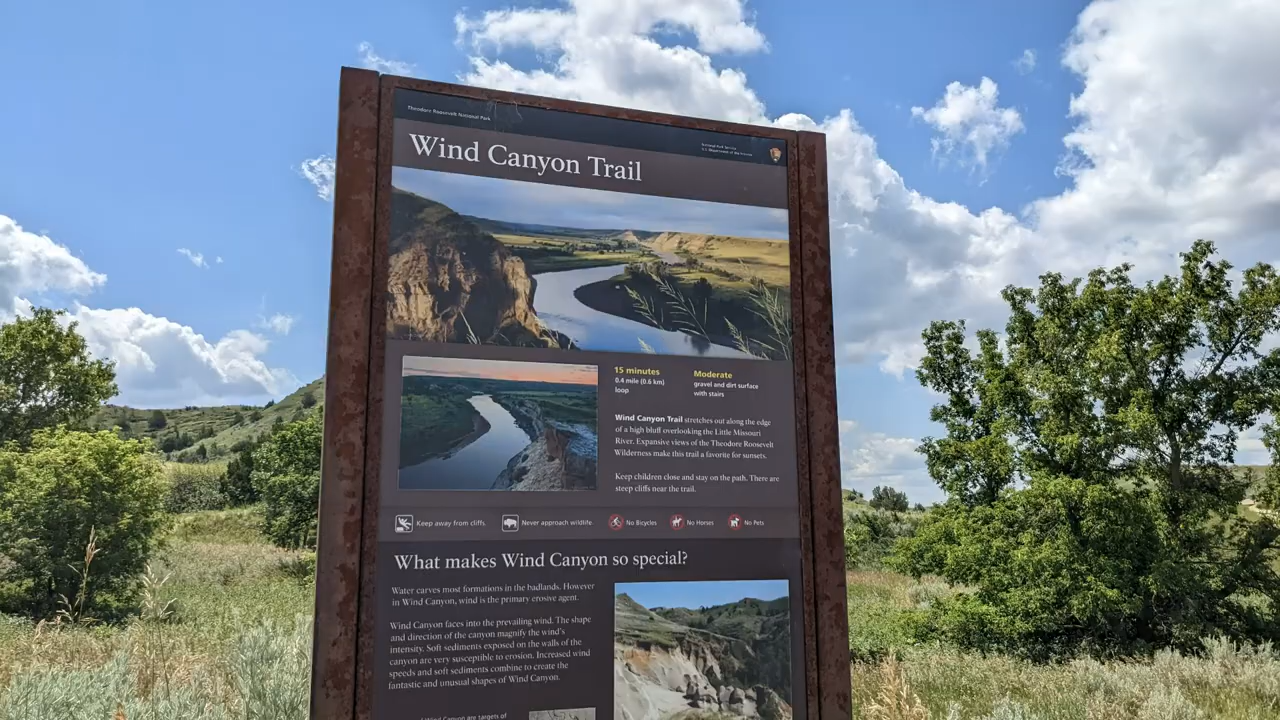 Theodore Roosevelt National Park
National Park Service
U.S. Department of the Interior
Wind Canyon Trail
15 minutes
0.4 mile (0.6 km)
loop
Moderate
gravel and dirt surface
with stairs
Wind Canyon Trail stretches out along the edge
of a high bluff overlooking the Little Missouri
River. Expansive views of the Theodore Roosevelt
Wilderness make this trail a favorite for sunsets.
Keep children close and stay on the path. There are
steep cliffs near the trail.
Keep away from cliffs.
Never approach wildlife.
No Bicycles
No Horses
No Pets
What makes Wind Canyon so special?
Water carves most formations in the badlands. However
in Wind Canyon, wind is the primary erosive agent.
Wind Canyon faces into the prevailing wind. The shape
and direction of the canyon magnify the wind's
intensity. Soft sediments exposed on the walls of the
canyon are very susceptible to erosion. Increased wind
speeds and soft sediments combine to create the
fantastic and unusual shapes of Wind Canyon.
Wind Canyon are targets of